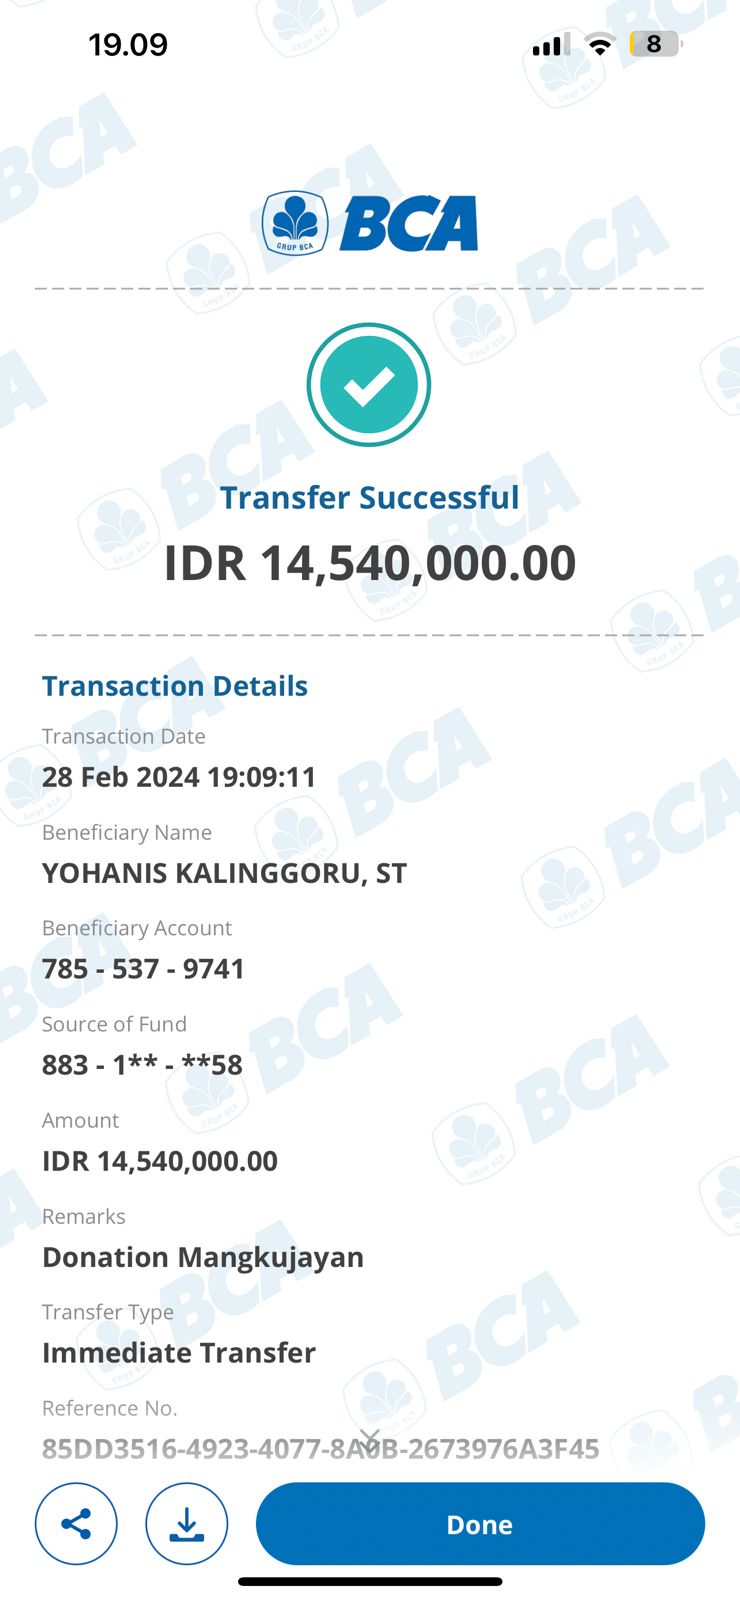 19.09
8
GRUP BCA
BCA
Transfer Successful
IDR 14,540,000.00
Transaction Details
Transaction Date
28 Feb 2024 19:09:11
Beneficiary Name
YOHANIS KALINGGORU, ST
Beneficiary Account
785 - 537 - 9741
Source of Fund
883 - 1** - **58
Amount
IDR 14,540,000.00
Remarks
Donation Mangkujayan
Transfer Type
Immediate Transfer
Reference No.
85DD3516-4923-4077-8A0B-2673976A3F45
Done